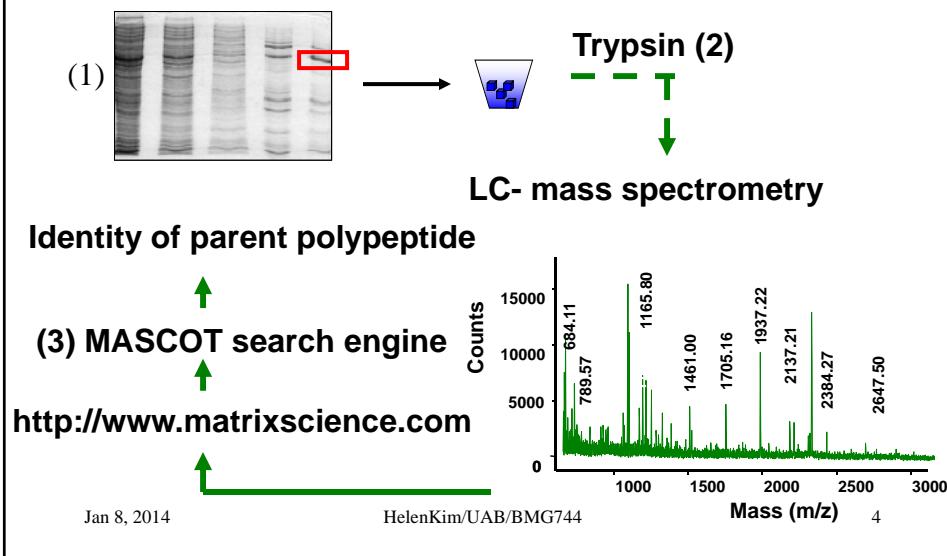 (1)
Trypsin (2)
LC- mass spectrometry
Identity of parent polypeptide
(3) MASCOT search engine
http://www.matrixscience.com
Counts
15000
10000
5000
0
684.11
789.57
1165.80
1461.00
1705.16
1937.22
2137.21
2384.27
2647.50
1000 1500 2000 2500 3000
Mass (m/z)
Jan 8, 2014 HelenKim/UAB/BMG744 4